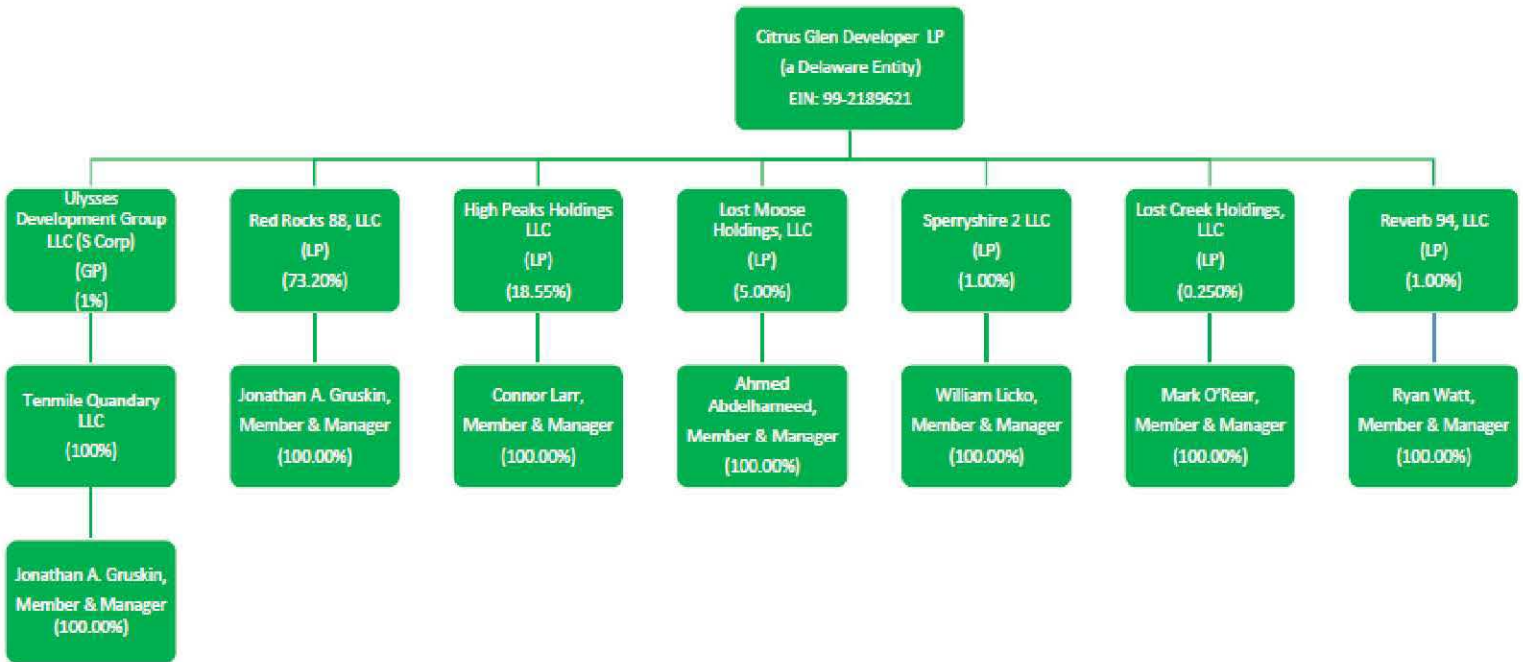 Citrus Glen Developer LP
(a Delaware Entity)
EIN: 99-2189621
Ulysses
Development Group
LLC (S Corp)
(GP)
(1%)
Red Rocks 88, LLC
(LP)
(73.20%)
High Peaks Holdings
LLC
(LP)
(18.55%)
Lost Moose
Holdings, LLC
(LP)
(5.00%)
Sperryshire 2 LLC
(LP)
(1.00%)
Lost Creek Holdings,
LLC
(LP)
(0.250%)
Reverb 94, LLC
(LP)
(1.00%)
Tenmile Quandary
LLC
(100%)
Jonathan A. Gruskin,
Member & Manager
(100.00%)
Connor Larr,
Member & Manager
(100.00%)
Ahmed
Abdelhameed,
Member & Manager
(100.00%)
William Licko,
Member & Manager
(100.00%)
Mark O'Rear,
Member & Manager
(100.00%)
Ryan Watt,
Member & Manager
(100.00%)
Jonathan A. Gruskin,
Member & Manager
(100.00%)